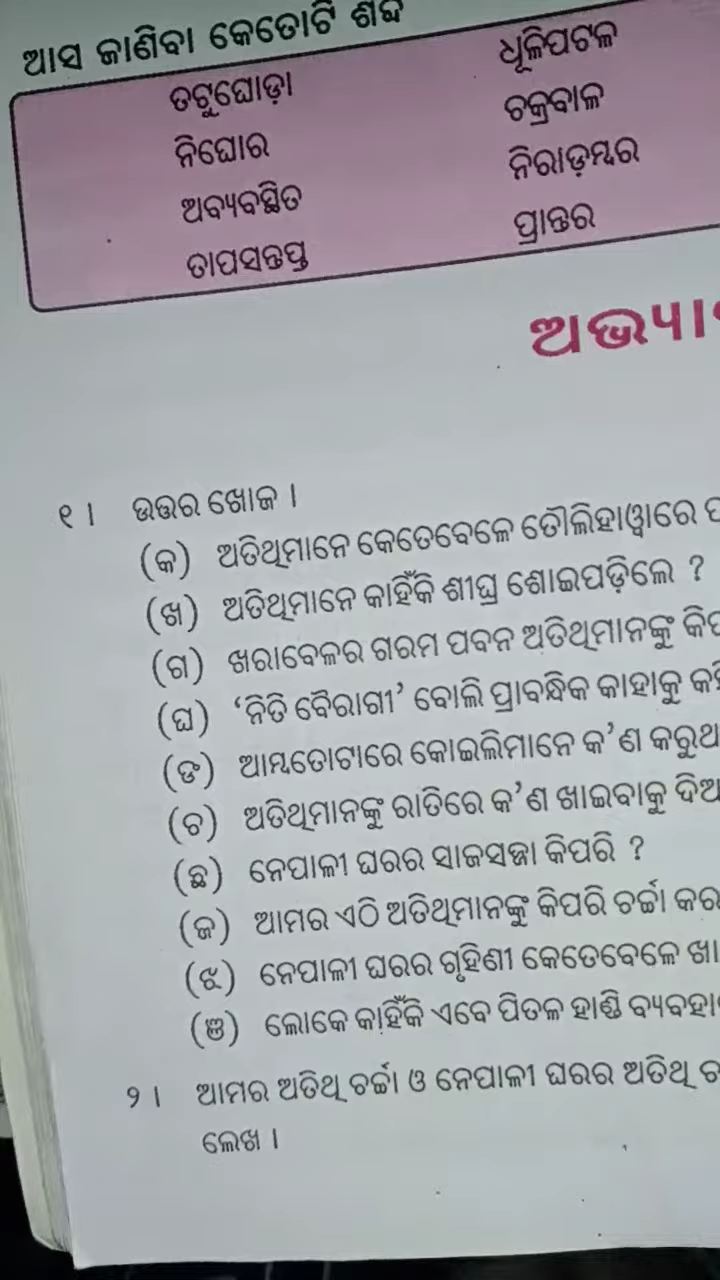 ଆସ ଜାଣିବା କେତୋଟି ଶବ୍ଦ
ତଟୁଘୋଡ଼ା ଧୂଳିପଟଳ
ନିଘୋର ଚକ୍ରବାଳ
ଅବ୍ୟବସ୍ଥିତ ନିରାଡ଼ମ୍ବର
ତାପସନ୍ତପ୍ତ ପ୍ରାନ୍ତର
୧ । ଉତ୍ତର ଖୋଜ ।
(କ) ଅତିଥିମାନେ କେତେବେଳେ ତୌଲିହାୱାରେ
(ଖ) ଅତିଥିମାନେ କାହିଁକି ଶୀଘ୍ର ଶୋଇପଡ଼ିଲେ ?
(ଗ) ଖରାବେଳର ଗରମ ପବନ ଅତିଥିମାନଙ୍କୁ
(ଘ) ‘ନିତି ବୈରାଗୀ’ ବୋଲି ପ୍ରାବନ୍ଧିକ କାହାକୁ
(ଙ) ଆମ୍ବତୋଟାରେ କୋଇଲିମାନେ କ’ଣ
(ଚ) ଅତିଥିମାନଙ୍କୁ ରାତିରେ କ’ଣ ଖାଇବାକୁ
(ଛ) ନେପାଳୀ ଘରର ସାଜସଜ୍ଜା କିପରି ?
(ଜ) ଆମର ଏଠି ଅତିଥିମାନଙ୍କୁ କିପରି ଚର୍ଚ୍ଚା
(ଝ) ନେପାଳୀ ଘରର ଗୃହିଣୀ କେତେବେଳେ
(ଞ) ଲୋକେ କାହିଁକି ଏବେ ପିତଳ ହାଣ୍ଡି
୨ । ଆମର ଅତିଥି ଚର୍ଚ୍ଚା ଓ ନେପାଳୀ ଘରର ଅତିଥି
ଲେଖ ।